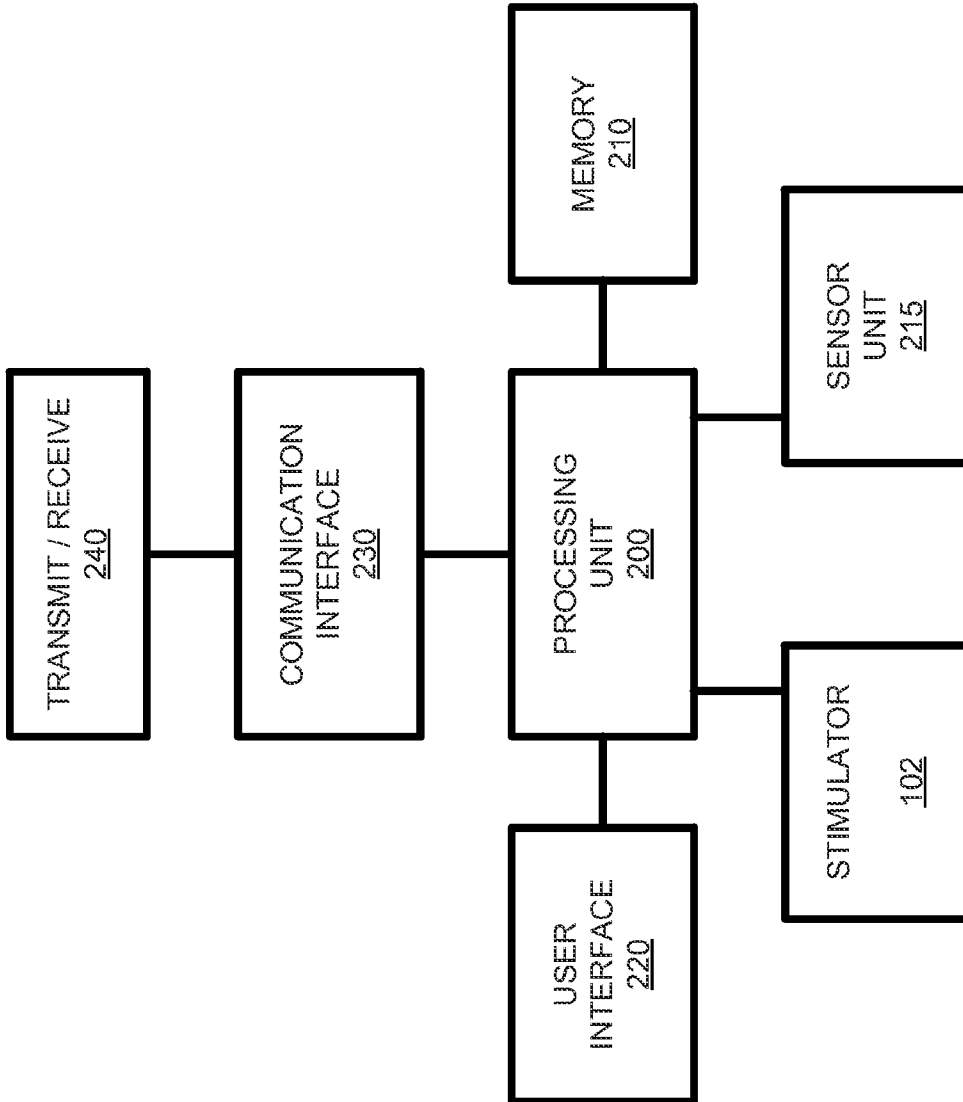 TRANSMIT / RECEIVE
240
COMMUNICATION
INTERFACE
230
USER
INTERFACE
220
PROCESSING
UNIT
200
MEMORY
210
STIMULATOR
102
SENSOR
UNIT
215